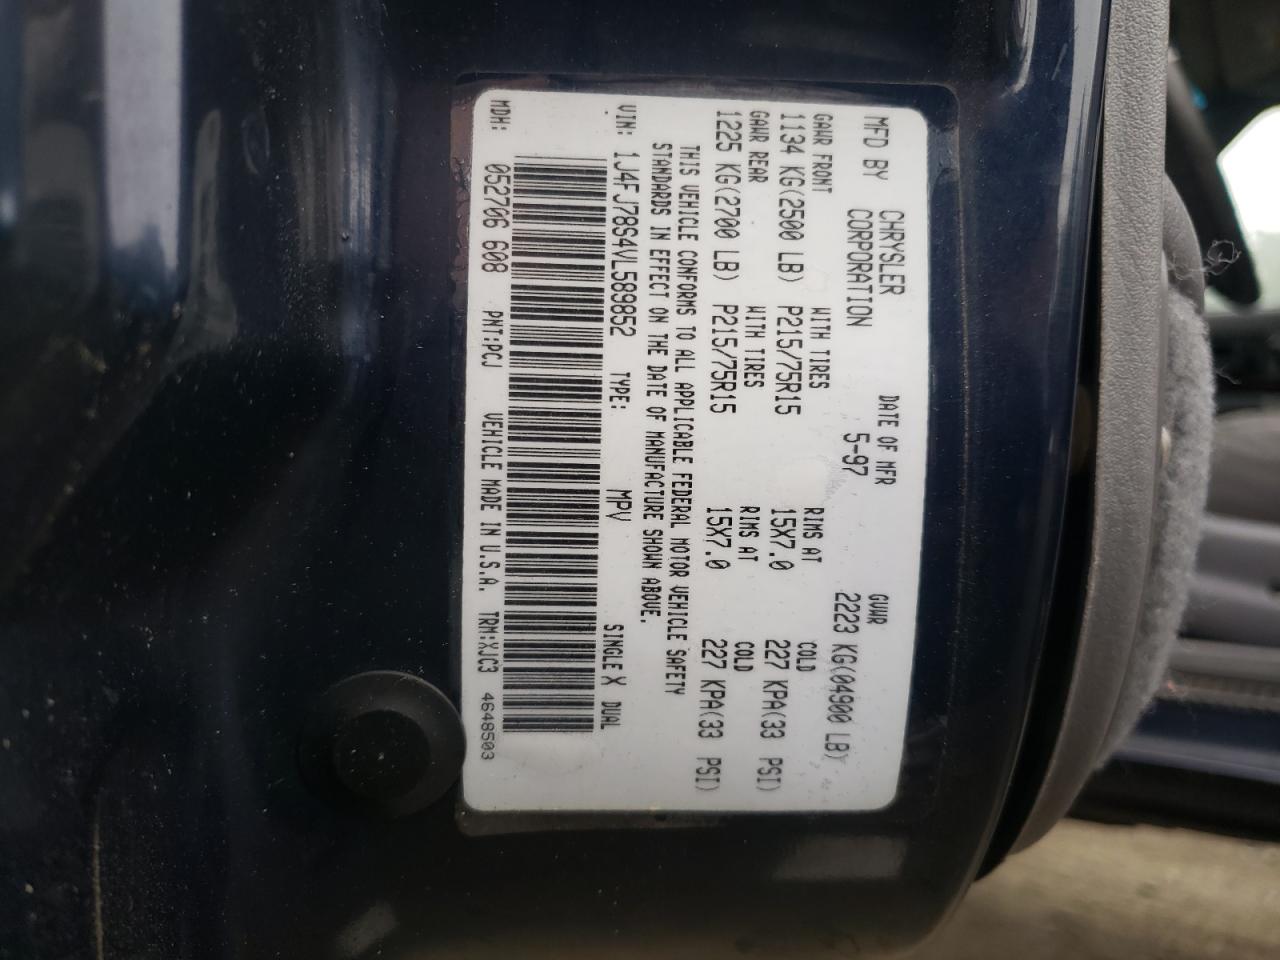 MFD BY CHRYSLER CORPORATION DATE OF MFR 5-97 GVWR 2223 KG(04900 LB)
GAWR FRONT WITH TIRES RIMS AT COLD
1134 KG(2500 LB) P215/75R15 15X7.0 227 KPA(33 PSI)
GAWR REAR WITH TIRES RIMS AT COLD
1225 KG(2700 LB) P215/75R15 15X7.0 227 KPA(33 PSI)
THIS VEHICLE CONFORMS TO ALL APPLICABLE FEDERAL MOTOR VEHICLE SAFETY
STANDARDS IN EFFECT ON THE DATE OF MANUFACTURE SHOWN ABOVE.
VIN: 1J4FJ78S4VL589852 TYPE: MPV SINGLE X DUAL
MDH: 052706 608 PNT:PCJ VEHICLE MADE IN U.S.A. TRM:XJC3 4648503